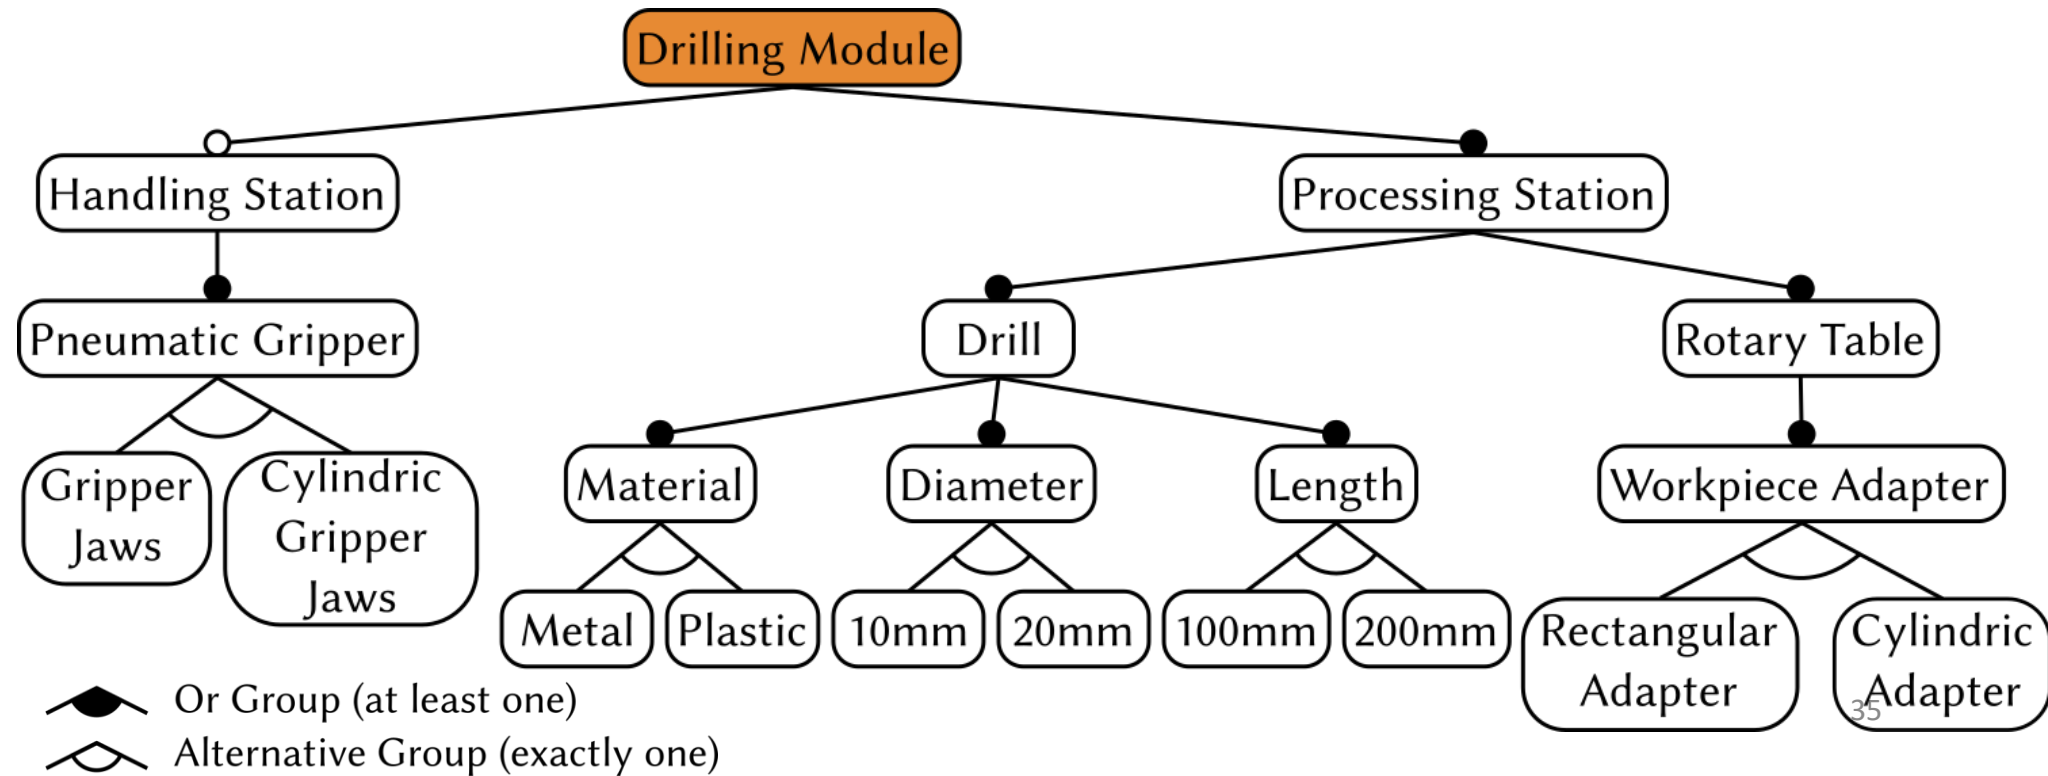 Drilling Module
Handling Station
Processing Station
Pneumatic Gripper
Drill
Rotary Table
Gripper
Jaws
Cylindric
Gripper
Jaws
Material
Diameter
Length
Workpiece Adapter
Metal
Plastic
10mm
20mm
100mm
200mm
Rectangular
Adapter
Cylindric
Adapter
35
Or Group (at least one)
Alternative Group (exactly one)